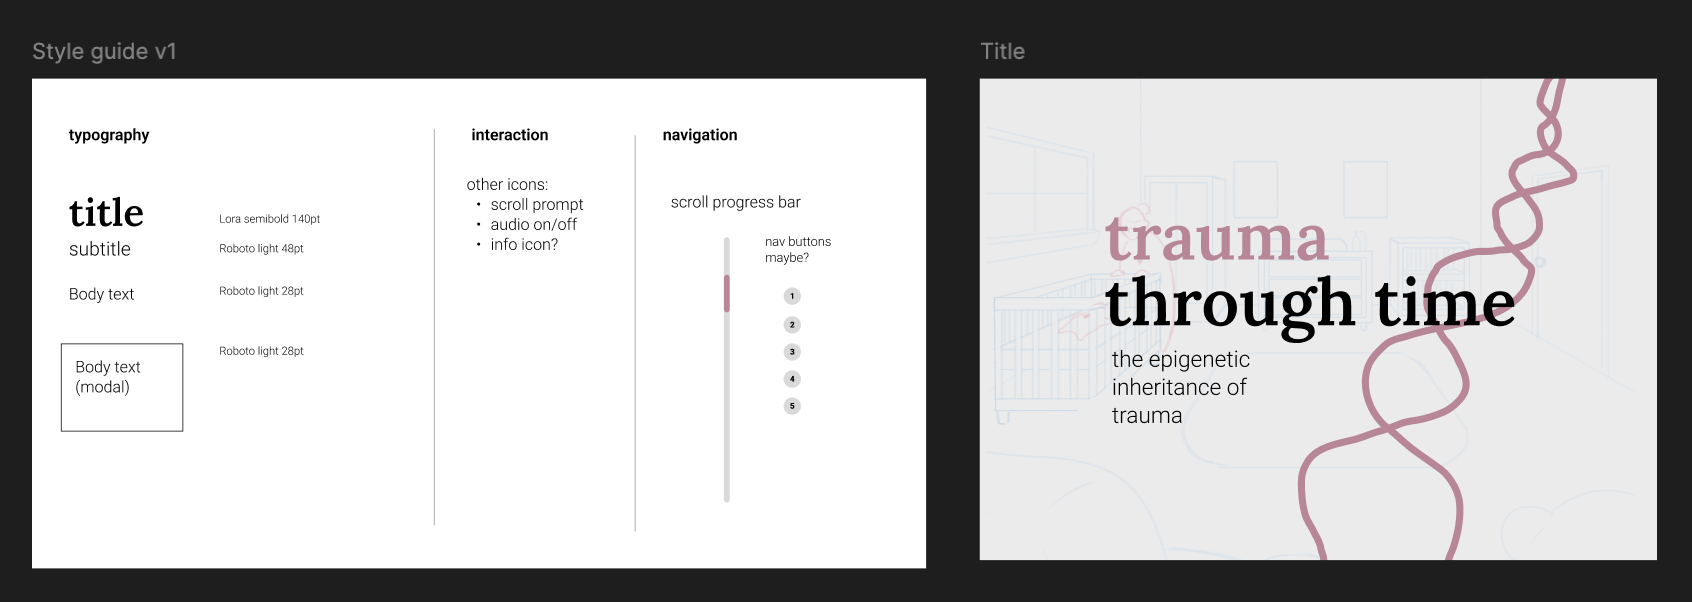 Style guide v1
typography
title
Lora semibold 140pt
subtitle
Roboto light 48pt
Body text
Roboto light 28pt
Body text
(modal)
Roboto light 28pt
interaction
other icons:
• scroll prompt
• audio on/off
• info icon?
navigation
scroll progress bar
nav buttons
maybe?
1
2
3
4
5
Title
trauma
through time
the epigenetic
inheritance of
trauma